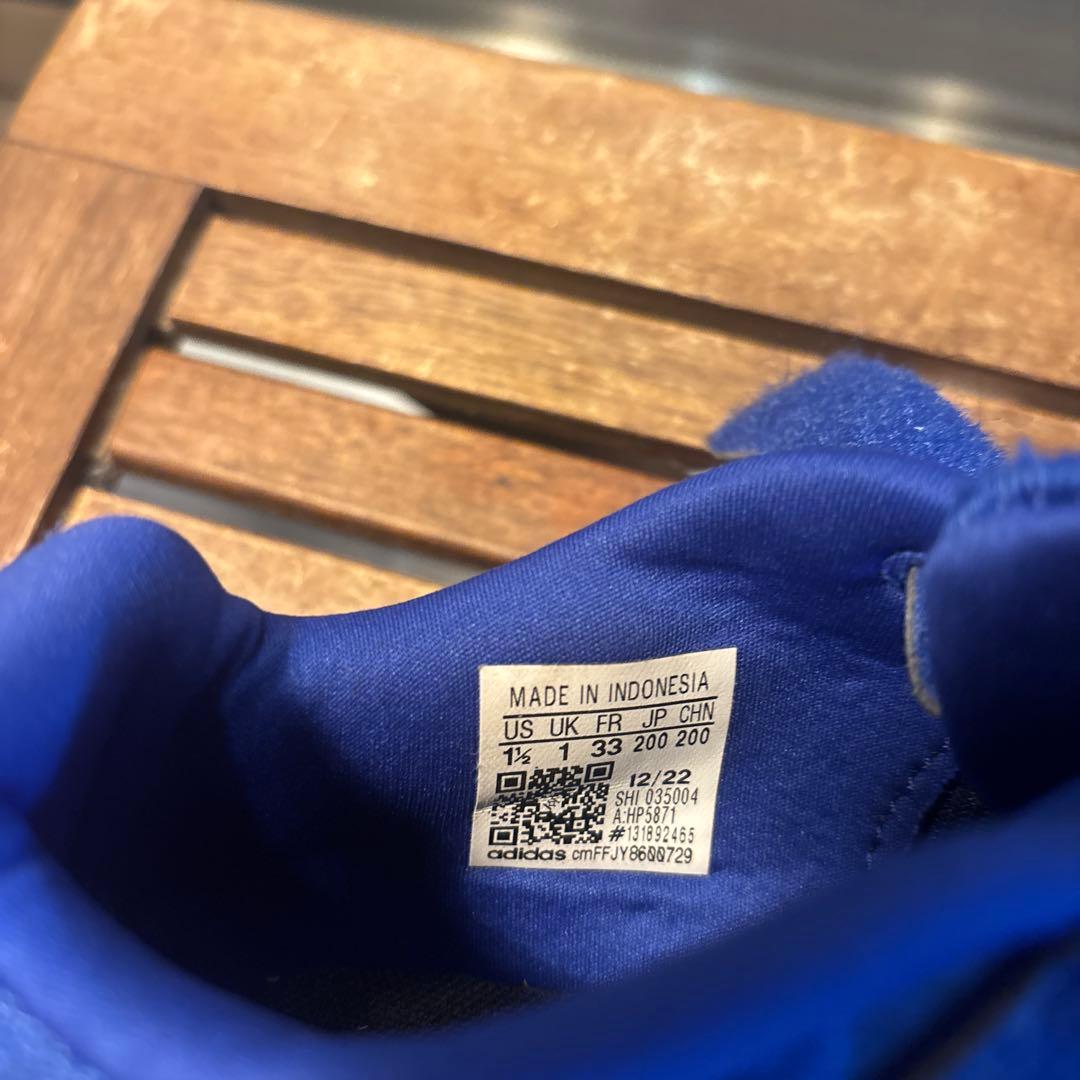 MADE IN INDONESIA
US UK FR JP CHN
1½ 1 33 200 200
12/22
SHI 035004
A:HP5871
#131892465
adidas cmFFJY8600729